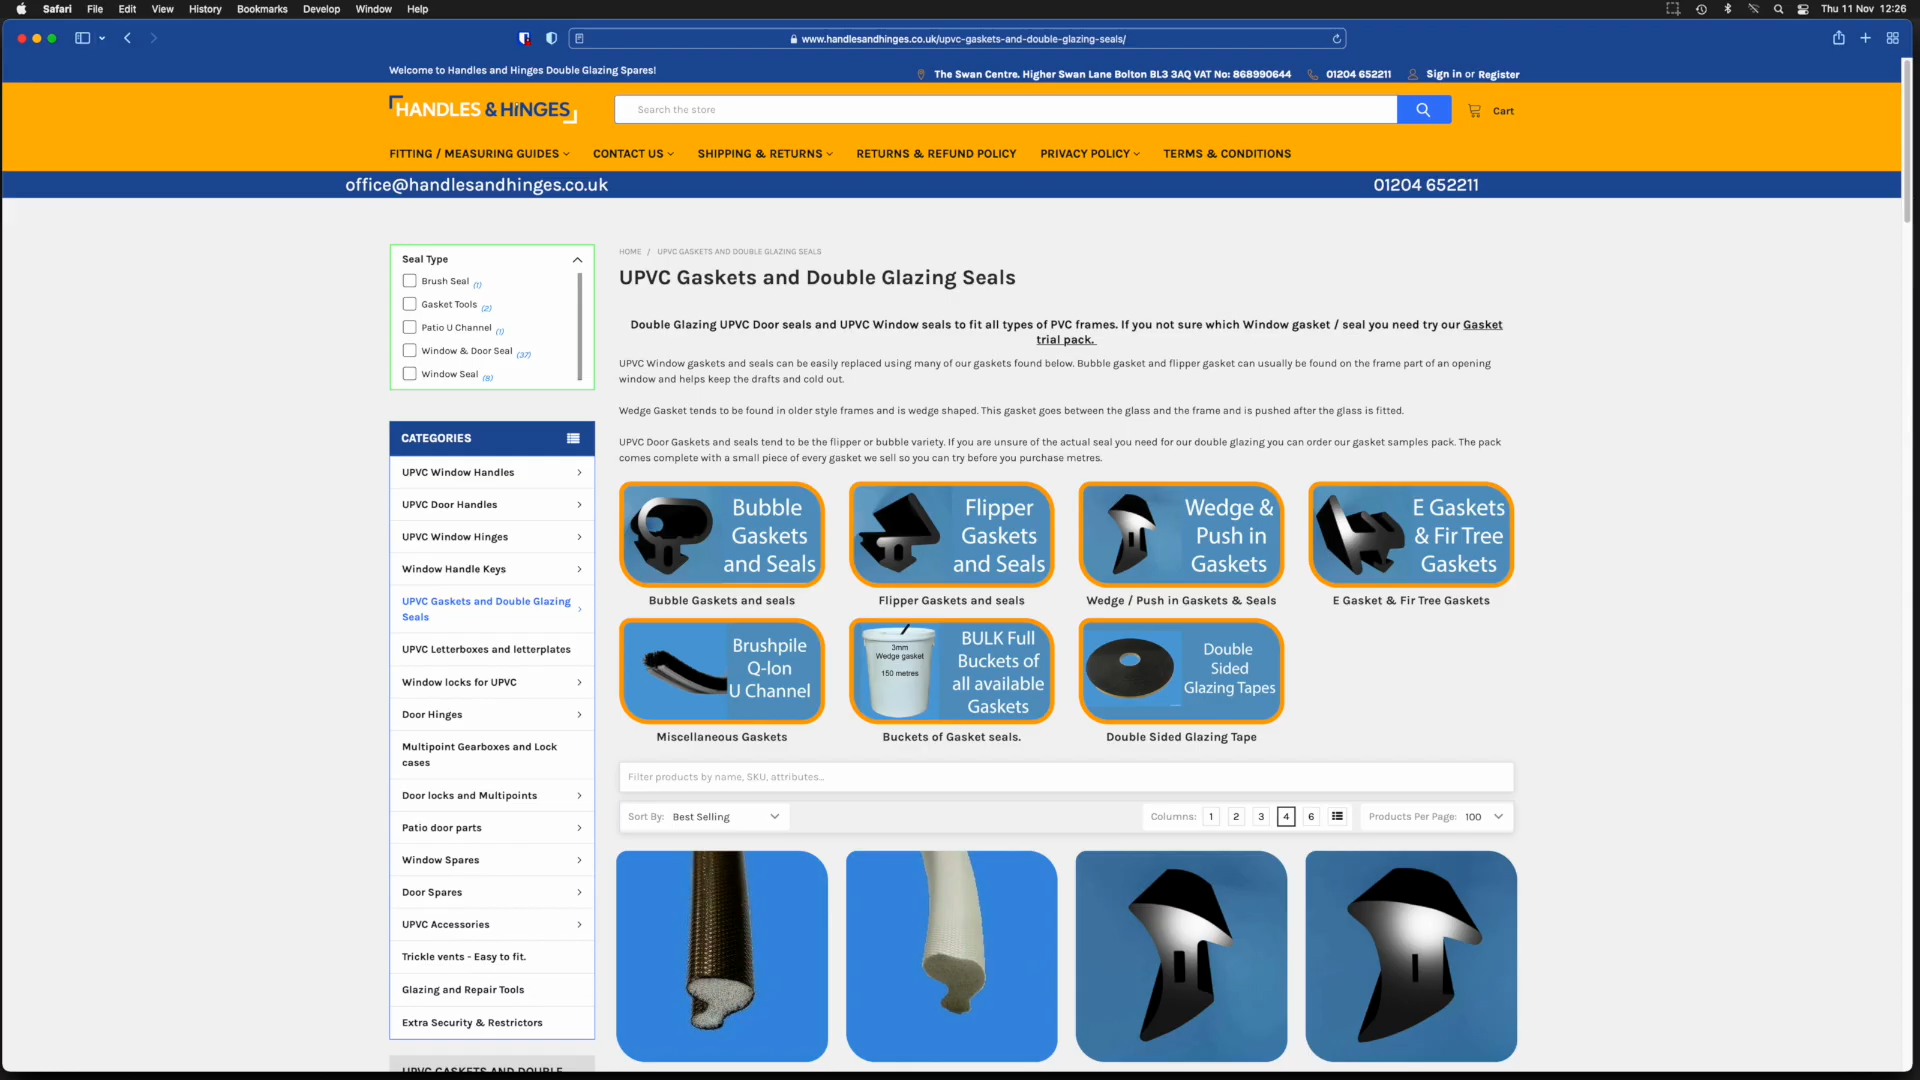 Safari File Edit View History Bookmarks Develop Window Help
Thu 11 Nov 12:26
www.handlesandhinges.co.uk/upvc-gaskets-and-double-glazing-seals/
Welcome to Handles and Hinges Double Glazing Spares!
The Swan Centre. Higher Swan Lane Bolton BL3 3AQ VAT No: 868990644
01204 652211
Sign in or Register
HANDLES & HiNGES
Search the store
Cart
FITTING / MEASURING GUIDES
CONTACT US
SHIPPING & RETURNS
RETURNS & REFUND POLICY
PRIVACY POLICY
TERMS & CONDITIONS
office@handlesandhinges.co.uk
01204 652211
Seal Type
Brush Seal (1)
Gasket Tools (2)
Patio U Channel (1)
Window & Door Seal (37)
Window Seal (8)
CATEGORIES
UPVC Window Handles
UPVC Door Handles
UPVC Window Hinges
Window Handle Keys
UPVC Gaskets and Double Glazing
Seals
UPVC Letterboxes and letterplates
Window locks for UPVC
Door Hinges
Multipoint Gearboxes and Lock
cases
Door locks and Multipoints
Patio door parts
Window Spares
Door Spares
UPVC Accessories
Trickle vents - Easy to fit.
Glazing and Repair Tools
Extra Security & Restrictors
UPVC GASKETS AND DOUBLE
HOME / UPVC GASKETS AND DOUBLE GLAZING SEALS
UPVC Gaskets and Double Glazing Seals
Double Glazing UPVC Door seals and UPVC Window seals to fit all types of PVC frames. If you not sure which Window gasket / seal you need try our Gasket
trial pack.
UPVC Window gaskets and seals can be easily replaced using many of our gaskets found below. Bubble gasket and flipper gasket can usually be found on the frame part of an opening
window and helps keep the drafts and cold out.
Wedge Gasket tends to be found in older style frames and is wedge shaped. This gasket goes between the glass and the frame and is pushed after the glass is fitted.
UPVC Door Gaskets and seals tend to be the flipper or bubble variety. If you are unsure of the actual seal you need for our double glazing you can order our gasket samples pack. The pack
comes complete with a small piece of every gasket we sell so you can try before you purchase metres.
Bubble
Gaskets
and Seals
Flipper
Gaskets
and Seals
Wedge &
Push in
Gaskets
E Gaskets
& Fir Tree
Gaskets
Bubble Gaskets and seals
Flipper Gaskets and seals
Wedge / Push in Gaskets & Seals
E Gasket & Fir Tree Gaskets
Brushpile
Q-lon
U Channel
3mm
Wedge gasket
150 metres
BULK Full
Buckets of
all available
Gaskets
Double
Sided
Glazing Tapes
Miscellaneous Gaskets
Buckets of Gasket seals.
Double Sided Glazing Tape
Filter products by name, SKU, attributes...
Sort By: Best Selling
Columns: 1 2 3 4 6
Products Per Page: 100